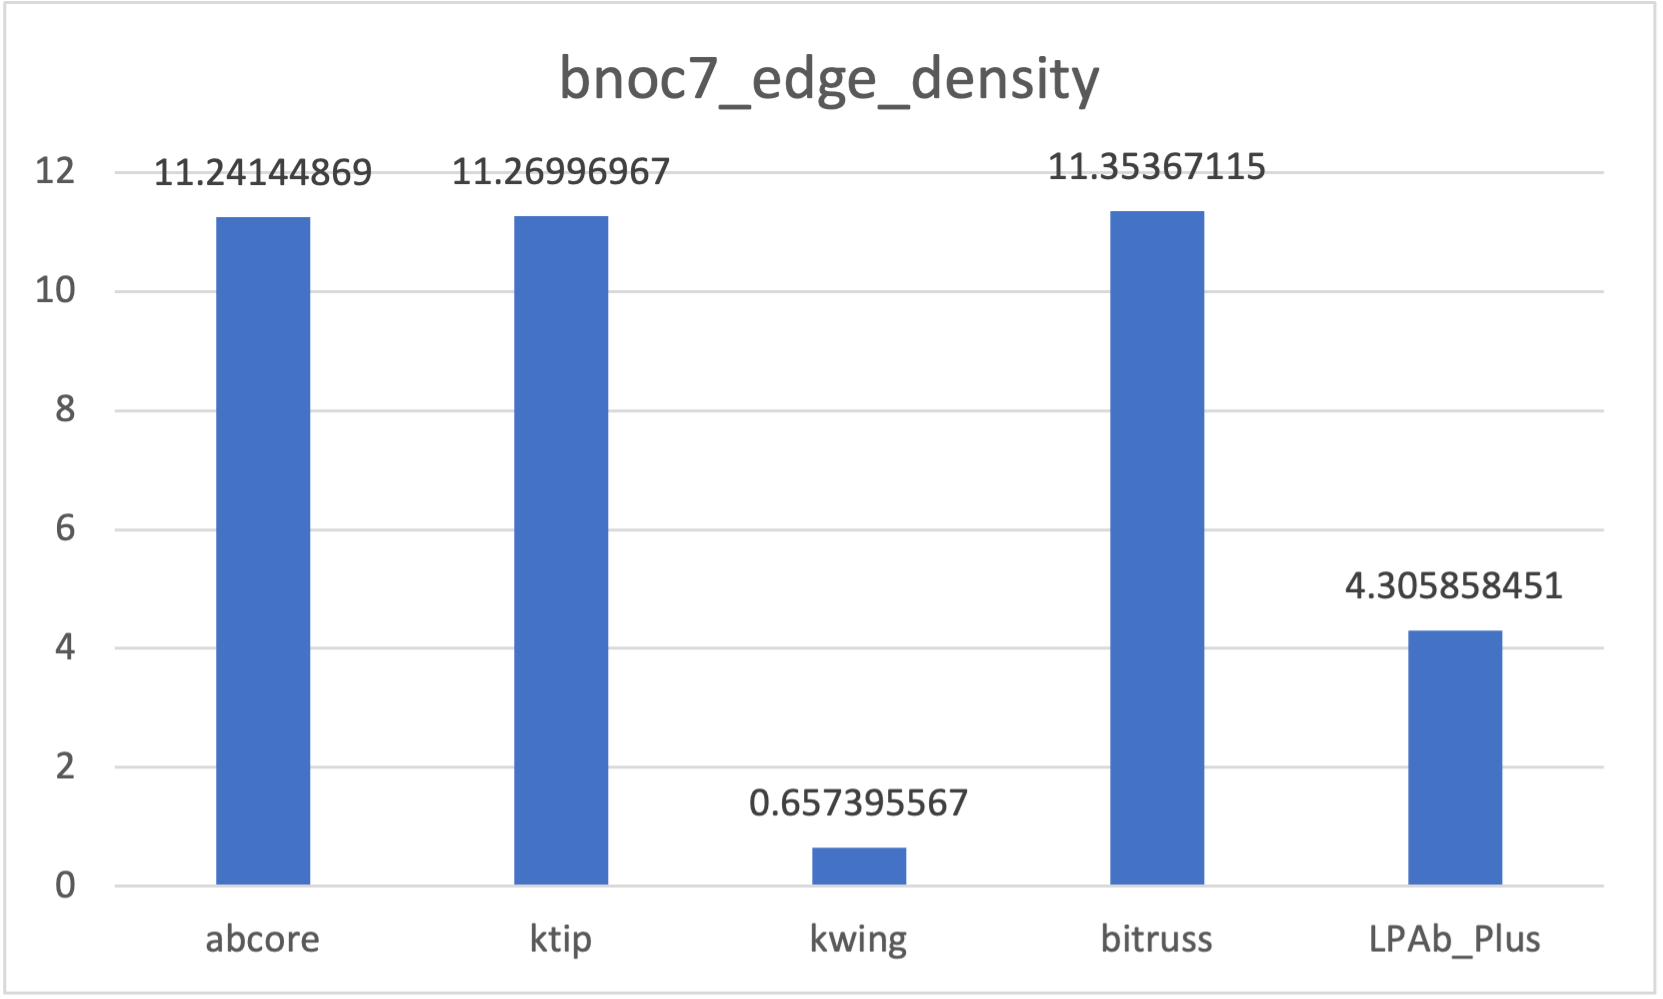 bnoc7_edge_density
12
10
8
6
4
2
0
11.24144869
11.26996967
0.657395567
11.35367115
4.305858451
abcore
ktip
kwing
bitruss
LPAb_Plus